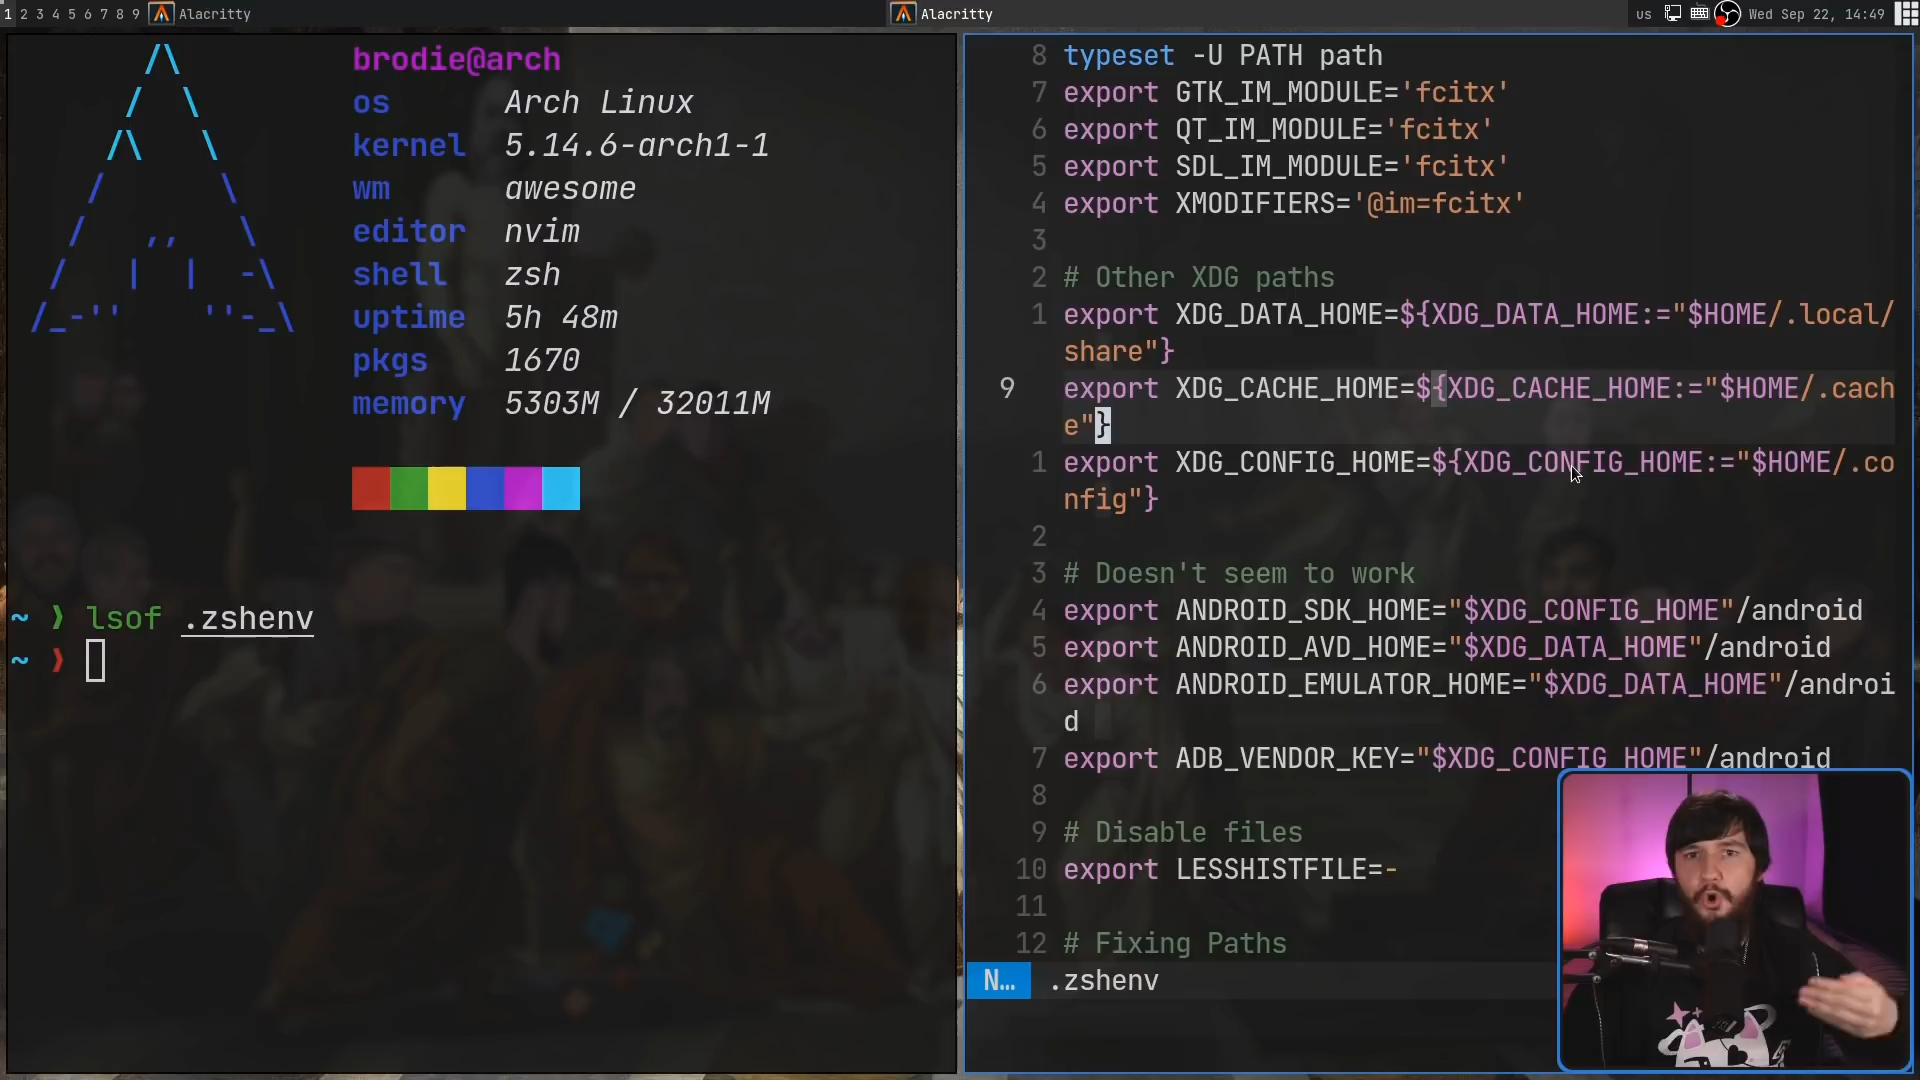 1 2 3 4 5 6 7 8 9 Alacritty
Alacritty
us Wed Sep 22, 14:49
brodie@arch
os Arch Linux
kernel 5.14.6-arch1-1
wm awesome
editor nvim
shell zsh
uptime 5h 48m
pkgs 1670
memory 5303M / 32011M
~ ❯ lsof .zshenv
~ ❯
8 typeset -U PATH path
7 export GTK_IM_MODULE='fcitx'
6 export QT_IM_MODULE='fcitx'
5 export SDL_IM_MODULE='fcitx'
4 export XMODIFIERS='@im=fcitx'
3
2 # Other XDG paths
1 export XDG_DATA_HOME=${XDG_DATA_HOME:="$HOME/.local/
share"}
9 export XDG_CACHE_HOME=${XDG_CACHE_HOME:="$HOME/.cach
e"}
1 export XDG_CONFIG_HOME=${XDG_CONFIG_HOME:="$HOME/.co
nfig"}
2
3 # Doesn't seem to work
4 export ANDROID_SDK_HOME="$XDG_CONFIG_HOME"/android
5 export ANDROID_AVD_HOME="$XDG_DATA_HOME"/android
6 export ANDROID_EMULATOR_HOME="$XDG_DATA_HOME"/androi
d
7 export ADB_VENDOR_KEY="$XDG_CONFIG_HOME"/android
8
9 # Disable files
10 export LESSHISTFILE=-
11
12 # Fixing Paths
N… .zshenv